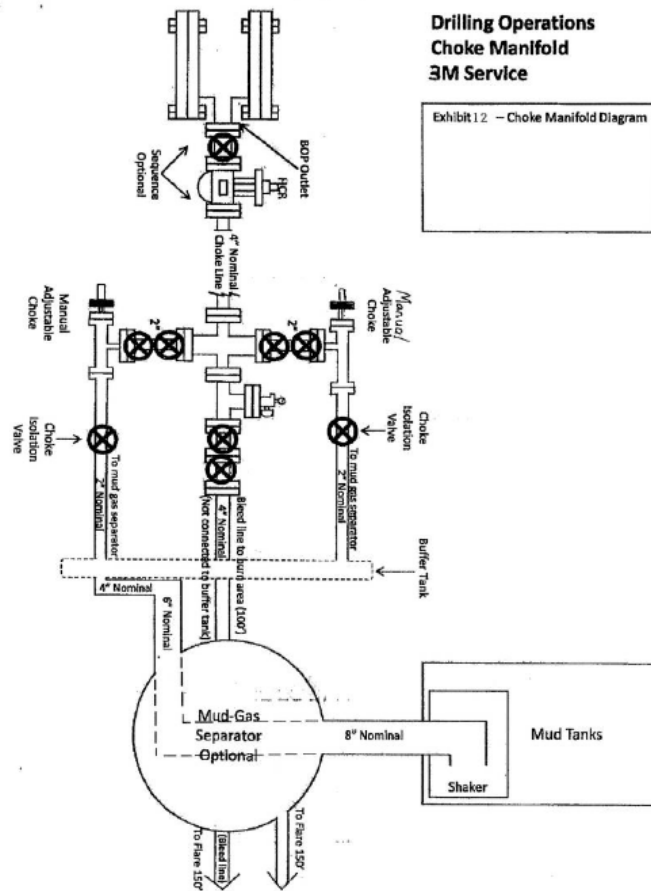 Drilling Operations
Choke Manifold
3M Service
Exhibit 12 – Choke Manifold Diagram
BOP Outlet
HCR
Sequence
Optional
4" Nominal
Choke Line
Manual
Adjustable
Choke
2"
2"
Manual
Adjustable
Choke
Choke
Isolation
Valve
Choke
Isolation
Valve
To mud gas separator
2" Nominal
Bleed line to burn area (100')
4" Nominal
(Not connected to buffer tank)
To mud gas separator
2" Nominal
Buffer Tank
4" Nominal
6" Nominal
Mud-Gas
Separator
Optional
8" Nominal
Mud Tanks
Shaker
To Flare 150'
(Bleed line)
To Flare 150'